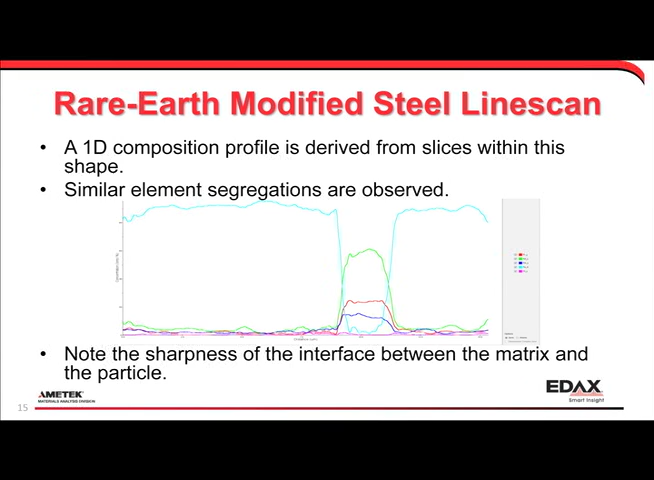 Rare-Earth Modified Steel Linescan
• A 1D composition profile is derived from slices within this
shape.
• Similar element segregations are observed.
• Note the sharpness of the interface between the matrix and
the particle.
15
AMETEK
MATERIALS ANALYSIS DIVISION
EDAX
Smart Insight